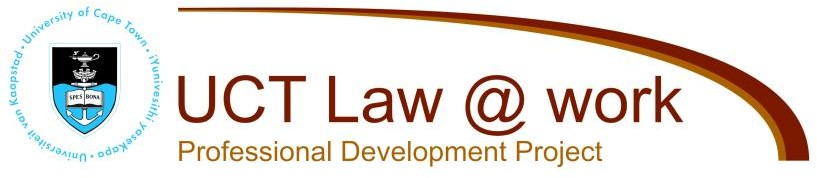 University of Cape Town · iYunivesithi yaseKapa · Universiteit van Kaapstad ·
SPES BONA
UCT Law @ work
Professional Development Project